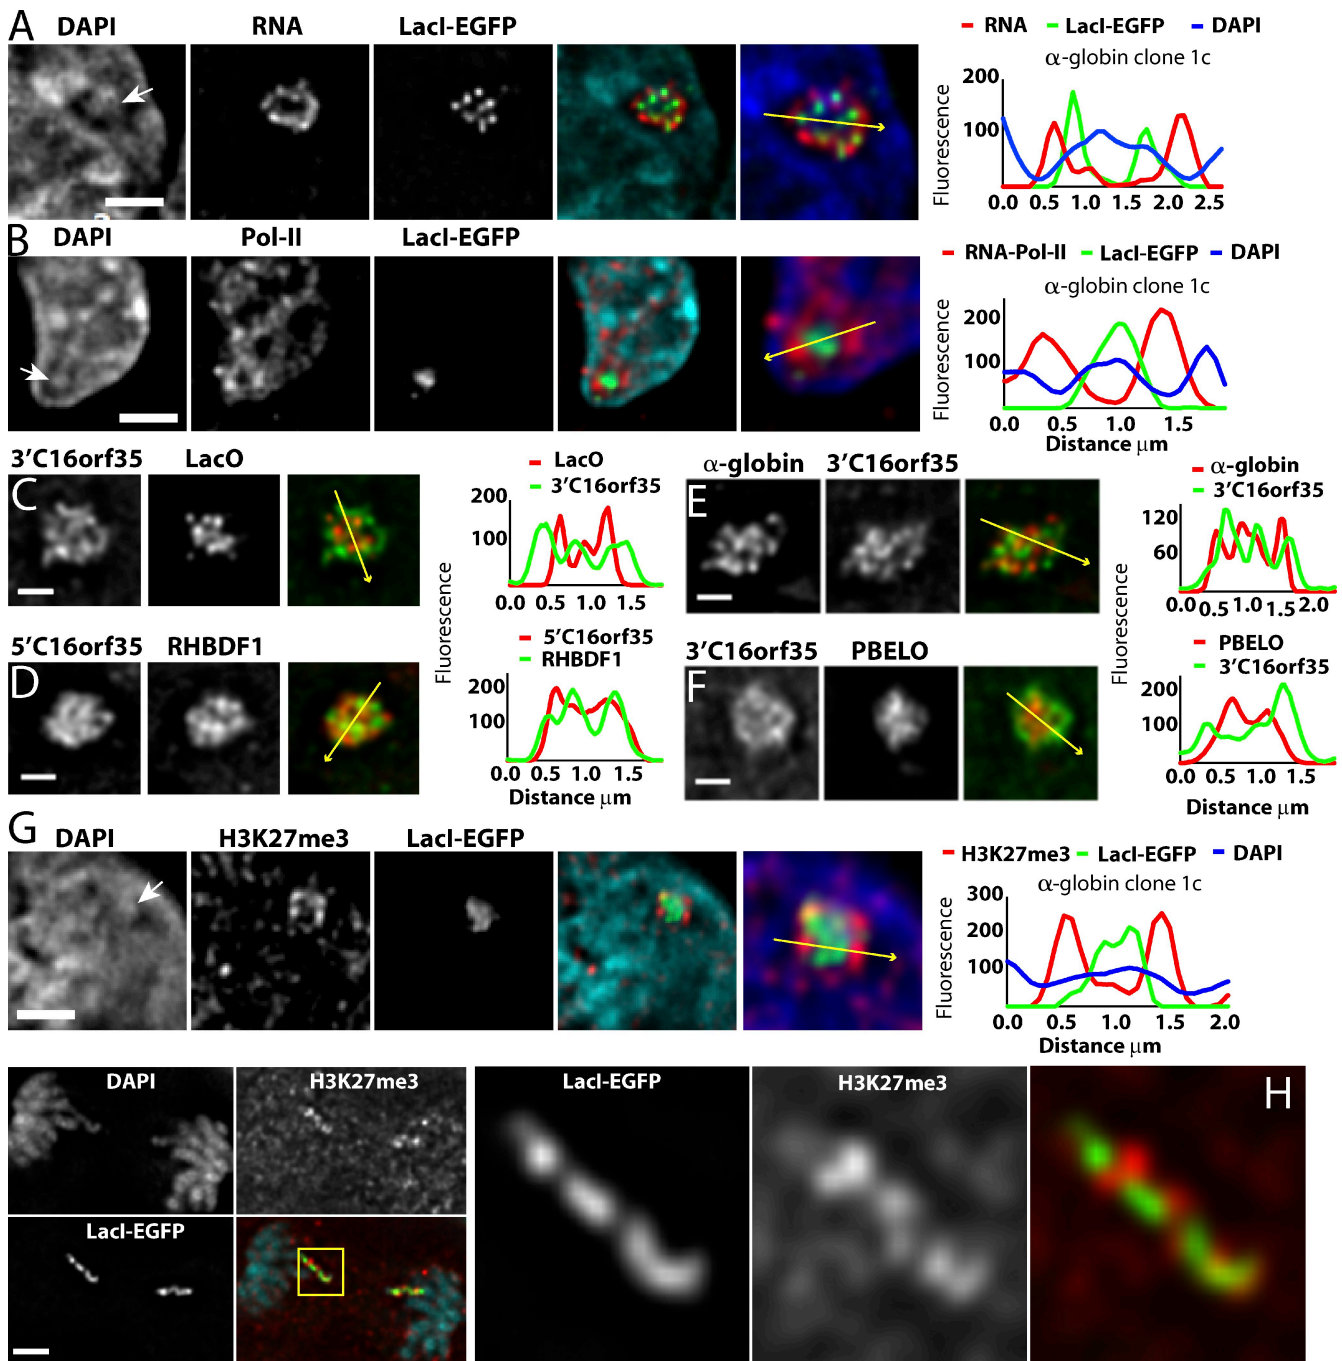 A
DAPI RNA LacI-EGFP
RNA LacI-EGFP DAPI
α-globin clone 1c
Fluorescence
200
100
0.0 0.5 1.0 1.5 2.0 2.5
B
DAPI Pol-II LacI-EGFP
RNA-Pol-II LacI-EGFP DAPI
α-globin clone 1c
Fluorescence
200
100
0.0 0.5 1.0 1.5
Distance μm
3’C16orf35 LacO
C
LacO
3’C16orf35
200
100
0.0 0.5 1.0 1.5
Fluorescence
5’C16orf35 RHBDF1
D
5’C16orf35
RHBDF1
200
100
0.0 0.5 1.0 1.5
Distance μm
α-globin 3’C16orf35
E
α-globin
3’C16orf35
120
60
0.0 0.5 1.0 1.5 2.0
Fluorescence
3’C16orf35 PBELO
F
PBELO
3’C16orf35
200
100
0.0 0.5 1.0 1.5
Distance μm
G
DAPI H3K27me3 LacI-EGFP
H3K27me3 LacI-EGFP DAPI
α-globin clone 1c
Fluorescence
300
200
100
0.0 0.5 1.0 1.5 2.0
Distance μm
DAPI H3K27me3 LacI-EGFP H3K27me3 H
LacI-EGFP